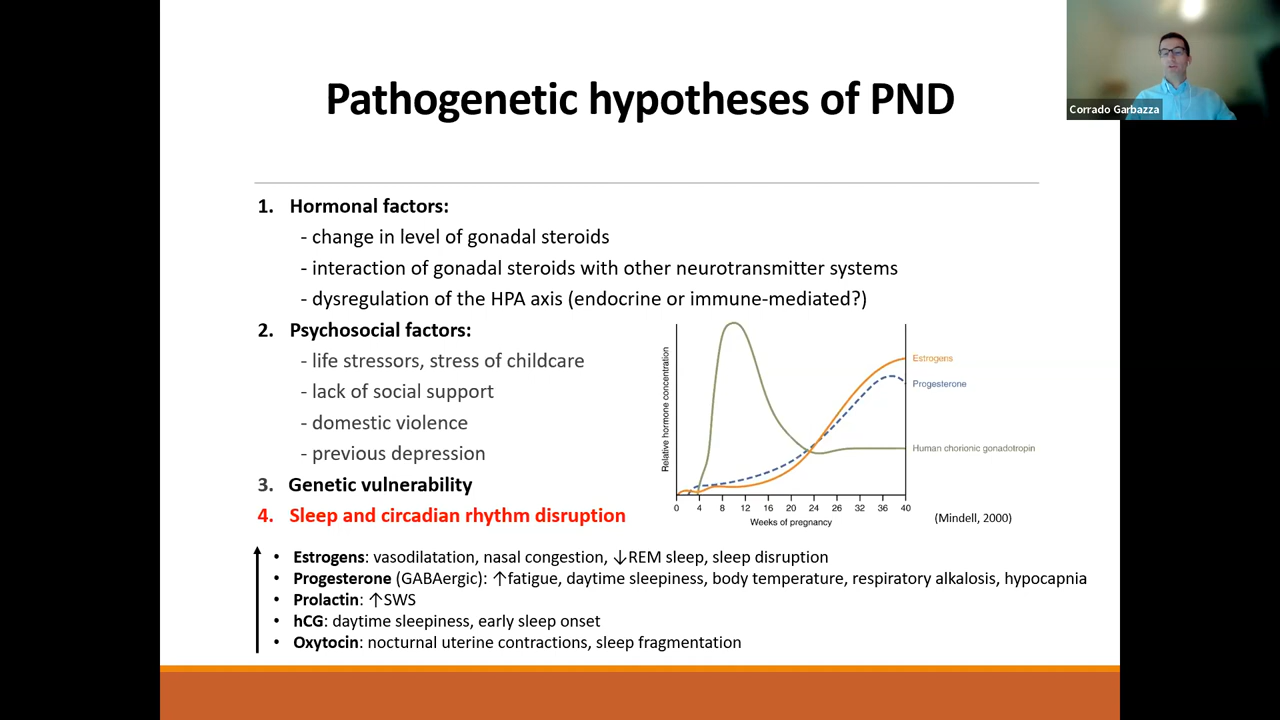 Pathogenetic hypotheses of PND
Corrado Garbazza
1. Hormonal factors:
- change in level of gonadal steroids
- interaction of gonadal steroids with other neurotransmitter systems
- dysregulation of the HPA axis (endocrine or immune-mediated?)
2. Psychosocial factors:
- life stressors, stress of childcare
- lack of social support
- domestic violence
- previous depression
3. Genetic vulnerability
4. Sleep and circadian rhythm disruption
Relative hormone concentration
Estrogens
Progesterone
Human chorionic gonadotropin
0 4 8 12 16 20 24 28 32 36 40
Weeks of pregnancy
(Mindell, 2000)
• Estrogens: vasodilatation, nasal congestion, ↓REM sleep, sleep disruption
• Progesterone (GABAergic): ↑fatigue, daytime sleepiness, body temperature, respiratory alkalosis, hypocapnia
• Prolactin: ↑SWS
• hCG: daytime sleepiness, early sleep onset
• Oxytocin: nocturnal uterine contractions, sleep fragmentation